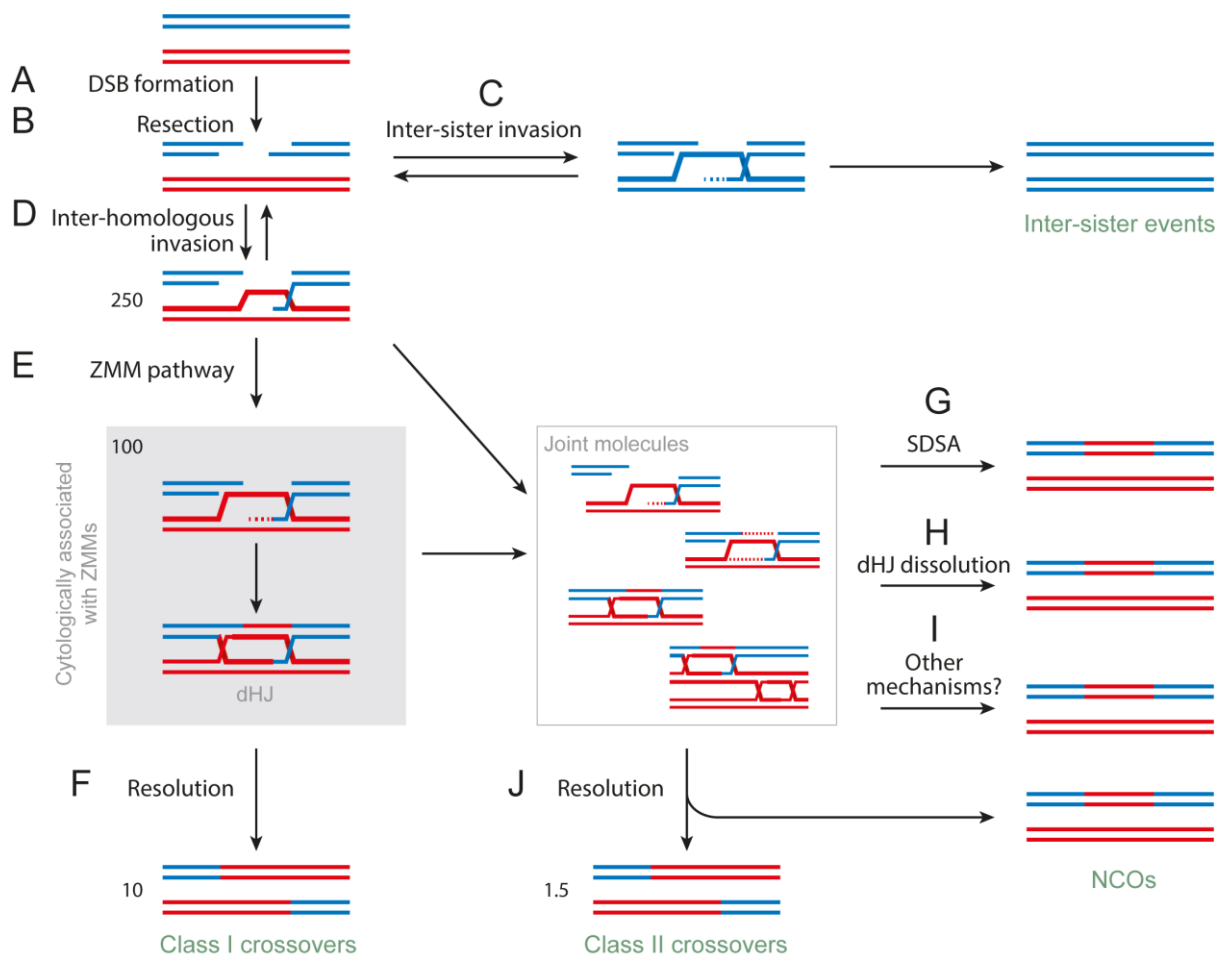 A
DSB formation
B
Resection
C
Inter-sister invasion
Inter-sister events
D
Inter-homologous
invasion
250
E
ZMM pathway
Cytologically associated
with ZMMs
100
dHJ
Joint molecules
G
SDSA
H
dHJ dissolution
I
Other
mechanisms?
F
Resolution
10
Class I crossovers
J
Resolution
1.5
Class II crossovers
NCOs